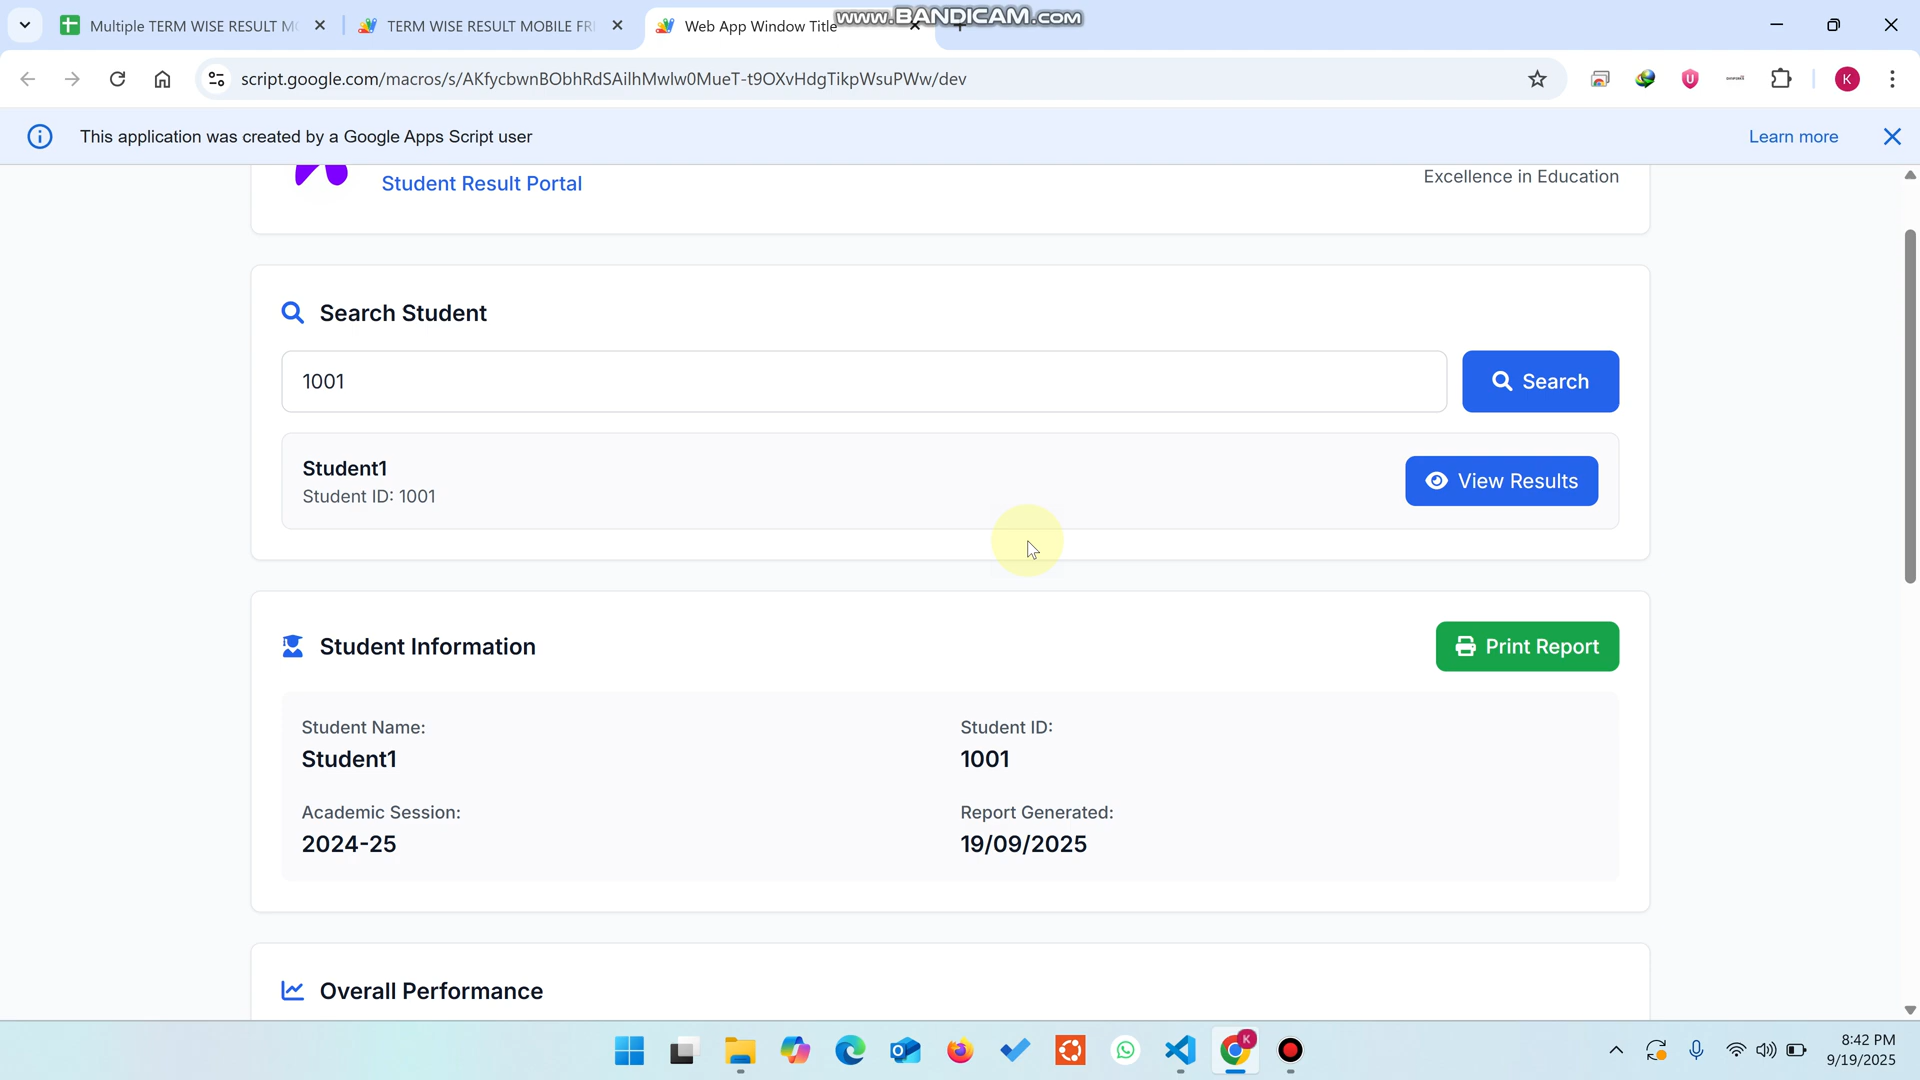 Multiple TERM WISE RESULT MO
TERM WISE RESULT MOBILE FRI
Web App Window Title
www.BANDICAM.com
script.google.com/macros/s/AKfycbwnBObhRdSAilhMwlw0MueT-t9OXvHdgTikpWsuPWw/dev
K
This application was created by a Google Apps Script user
Learn more
Student Result Portal
Excellence in Education
Search Student
1001
Search
Student1
Student ID: 1001
View Results
Student Information
Print Report
Student Name:
Student ID:
Student1
1001
Academic Session:
Report Generated:
2024-25
19/09/2025
Overall Performance
8:42 PM
9/19/2025